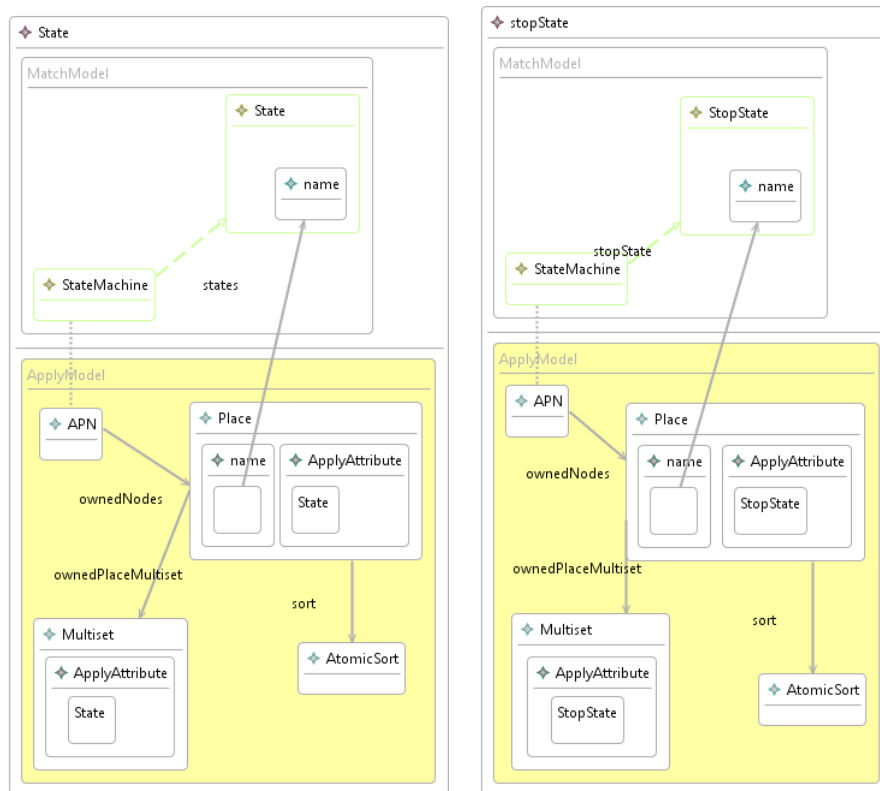 State
MatchModel
State
name
StateMachine
states
ApplyModel
APN
Place
name
ApplyAttribute
State
ownedNodes
ownedPlaceMultiset
sort
Multiset
ApplyAttribute
State
AtomicSort
stopState
MatchModel
StopState
name
stopState
StateMachine
ApplyModel
APN
Place
name
ApplyAttribute
StopState
ownedNodes
ownedPlaceMultiset
sort
Multiset
ApplyAttribute
StopState
AtomicSort